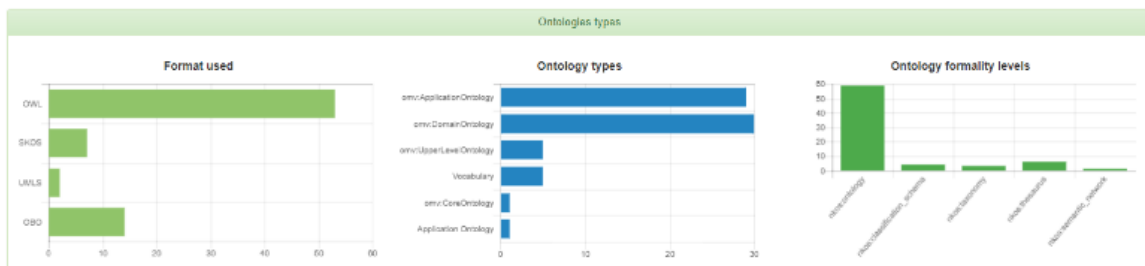 Ontologies types
Format used
OWL
SKOS
UMLS
OBO
0 10 20 30 40 50 60
Ontology types
omv:ApplicationOntology
omv:DomainOntology
omv:UpperLevelOntology
Vocabulary
omv:CoreOntology
Application Ontology
0 10 20 30
Ontology formality levels
60
50
40
30
20
10
0
nkos:ontology
nkos:classification_schema
nkos:taxonomy
nkos:thesaurus
nkos:semantic_network